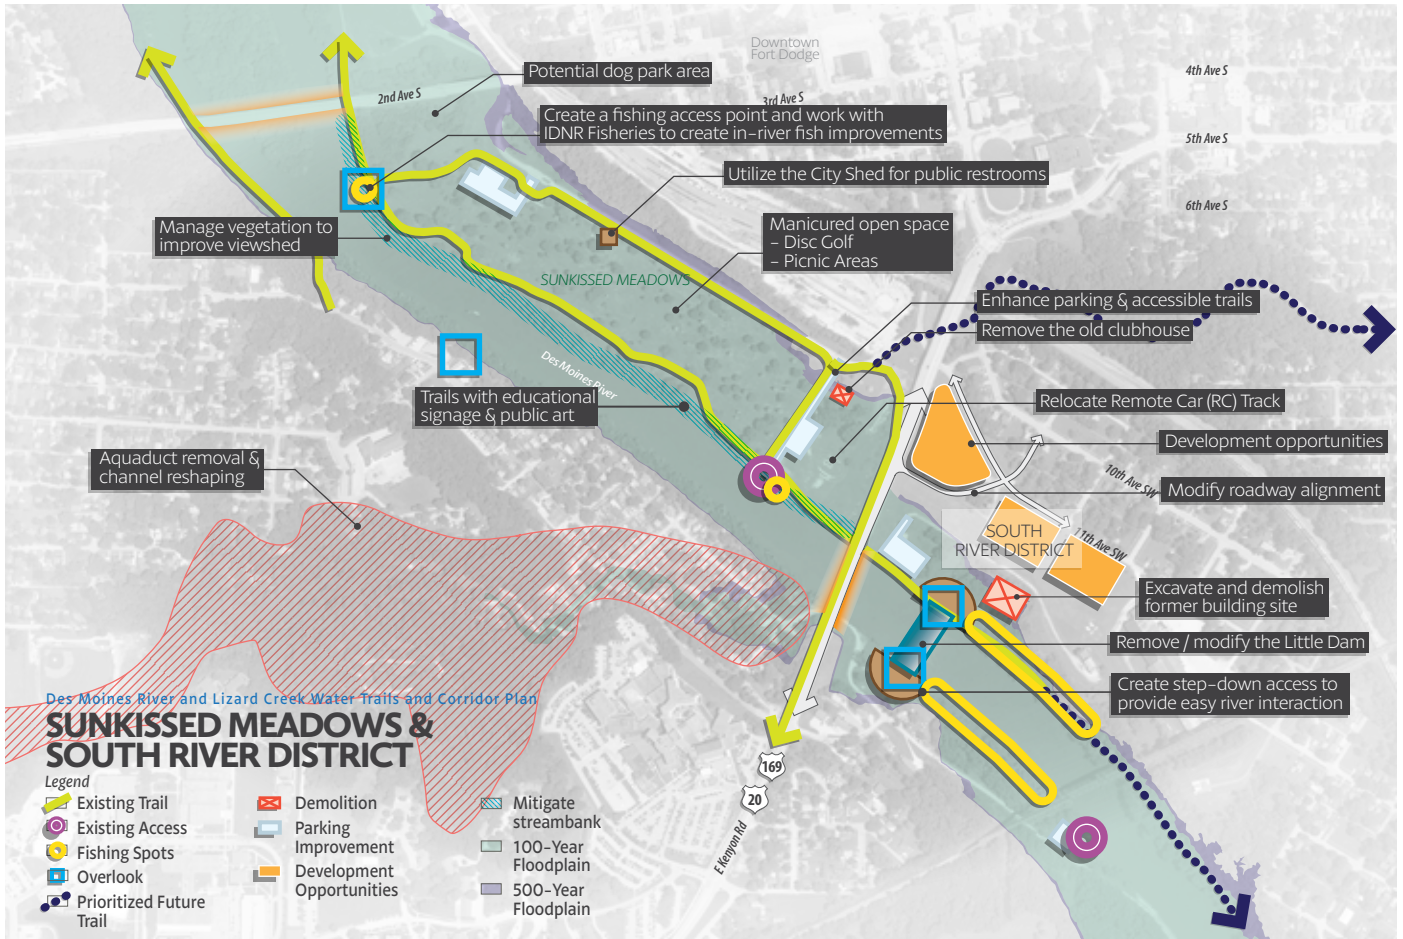 Downtown
Fort Dodge
4th Ave S
Potential dog park area
2nd Ave S
3rd Ave S
Create a fishing access point and work with
IDNR Fisheries to create in-river fish improvements
5th Ave S
Utilize the City Shed for public restrooms
6th Ave S
Manage vegetation to
improve viewshed
Manicured open space
- Disc Golf
- Picnic Areas
SUNKISSED MEADOWS
Enhance parking & accessible trails
Remove the old clubhouse
Des Moines River
Trails with educational
signage & public art
Relocate Remote Car (RC) Track
Development opportunities
Aquaduct removal &
channel reshaping
10th Ave SW
Modify roadway alignment
SOUTH
RIVER DISTRICT
11th Ave SW
Excavate and demolish
former building site
Remove / modify the Little Dam
Create step-down access to
provide easy river interaction
Des Moines River and Lizard Creek Water Trails and Corridor Plan
SUNKISSED MEADOWS &
SOUTH RIVER DISTRICT
169
20
E Kenyon Rd
Legend
Existing Trail
Existing Access
Fishing Spots
Overlook
Prioritized Future
Trail
Demolition
Parking
Improvement
Development
Opportunities
Mitigate
streambank
100-Year
Floodplain
500-Year
Floodplain